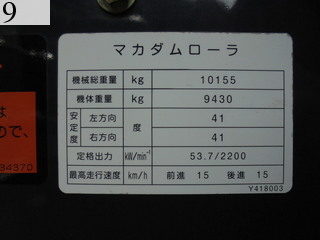 9
マカダムローラ
機械総重量 kg 10155
機体重量 kg 9430
安定度 左方向 度 41
右方向 41
定格出力 kW/min⁻¹ 53.7/2200
最高走行速度 km/h 前進 15 後進 15
Y418003
は
ので、
34370